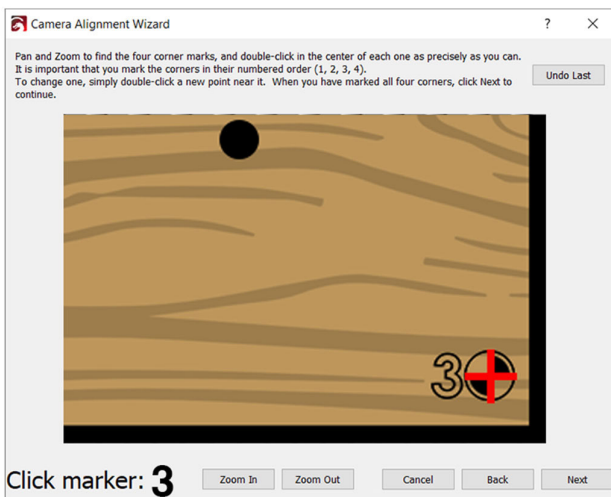 Camera Alignment Wizard
?
Pan and Zoom to find the four corner marks, and double-click in the center of each one as precisely as you can.
It is important that you mark the corners in their numbered order (1, 2, 3, 4).
To change one, simply double-click a new point near it.  When you have marked all four corners, click Next to
continue.
Undo Last
3
Click marker: 3
Zoom In
Zoom Out
Cancel
Back
Next